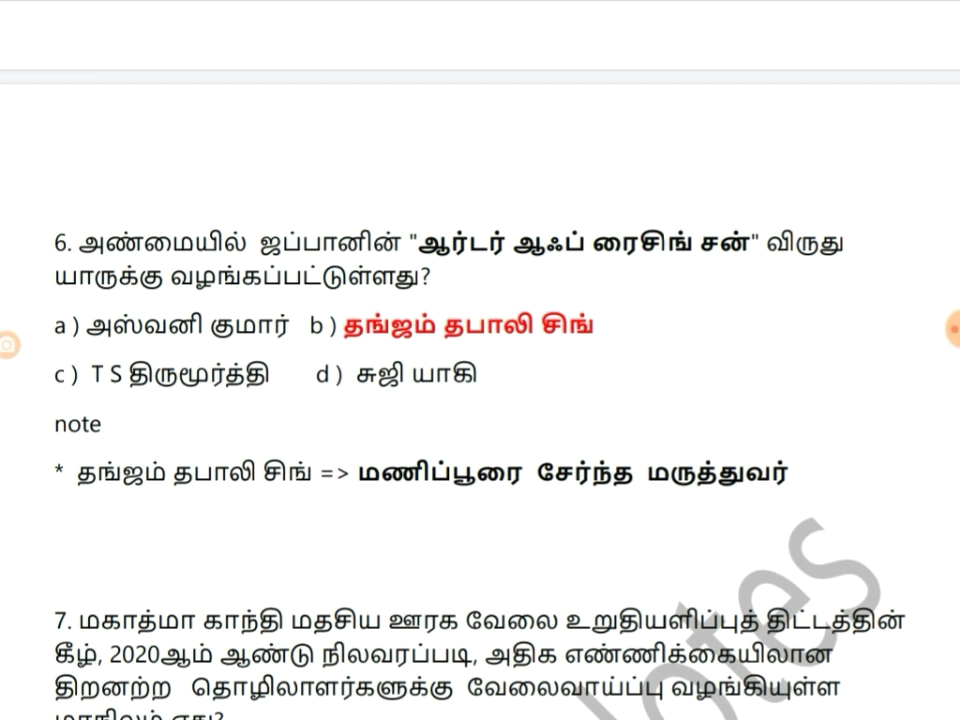 6. அண்மையில் ஜப்பானின் "ஆர்டர் ஆஃப் ரைசிங் சன்" விருது
யாருக்கு வழங்கப்பட்டுள்ளது?
a ) அஸ்வனி குமார் b ) தங்ஜம் தபாலி சிங்
c ) T S திருமூர்த்தி d ) சுஜி யாகி
note
* தங்ஜம் தபாலி சிங் => மணிப்பூரை சேர்ந்த மருத்துவர்
7. மகாத்மா காந்தி மதசிய ஊரக வேலை உறுதியளிப்புத் திட்டத்தின்
கீழ், 2020ஆம் ஆண்டு நிலவரப்படி, அதிக எண்ணிக்கையிலான
திறனற்ற தொழிலாளர்களுக்கு வேலைவாய்ப்பு வழங்கியுள்ள
மாநிலம் எது?